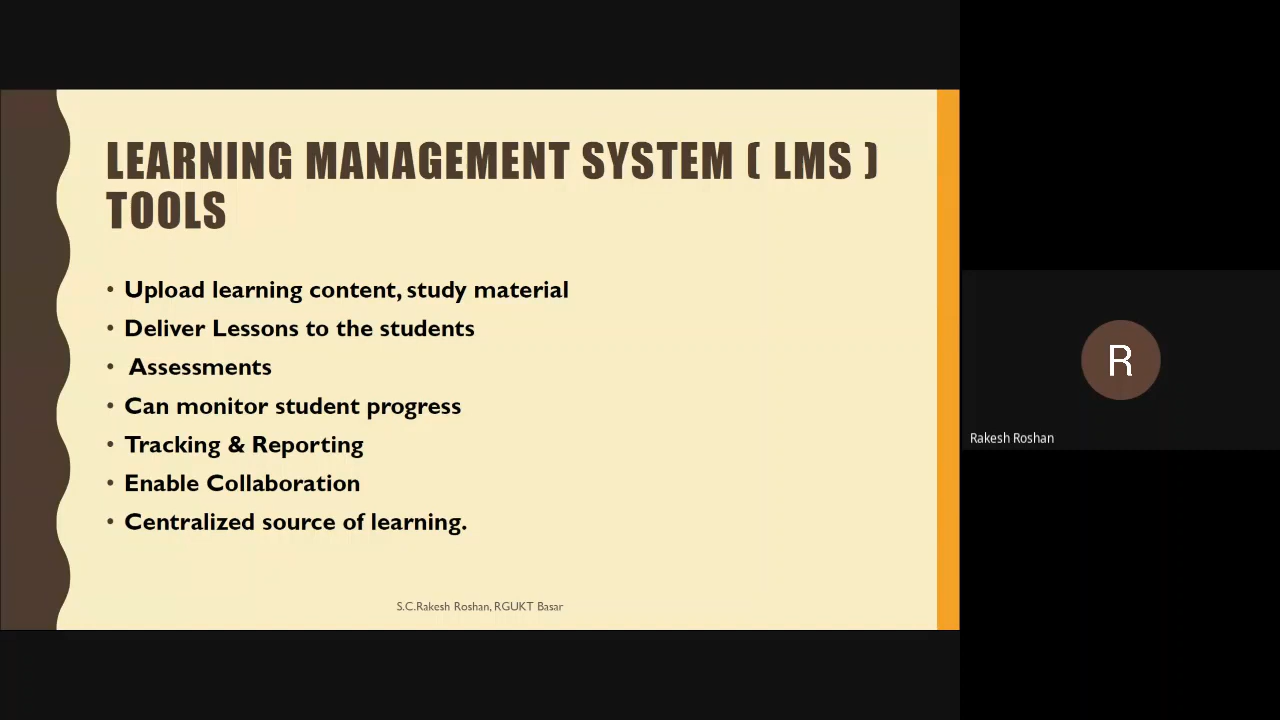 LEARNING MANAGEMENT SYSTEM ( LMS )
TOOLS
• Upload learning content, study material
• Deliver Lessons to the students
• Assessments
• Can monitor student progress
• Tracking & Reporting
• Enable Collaboration
• Centralized source of learning.
S.C.Rakesh Roshan, RGUKT Basar
R
Rakesh Roshan